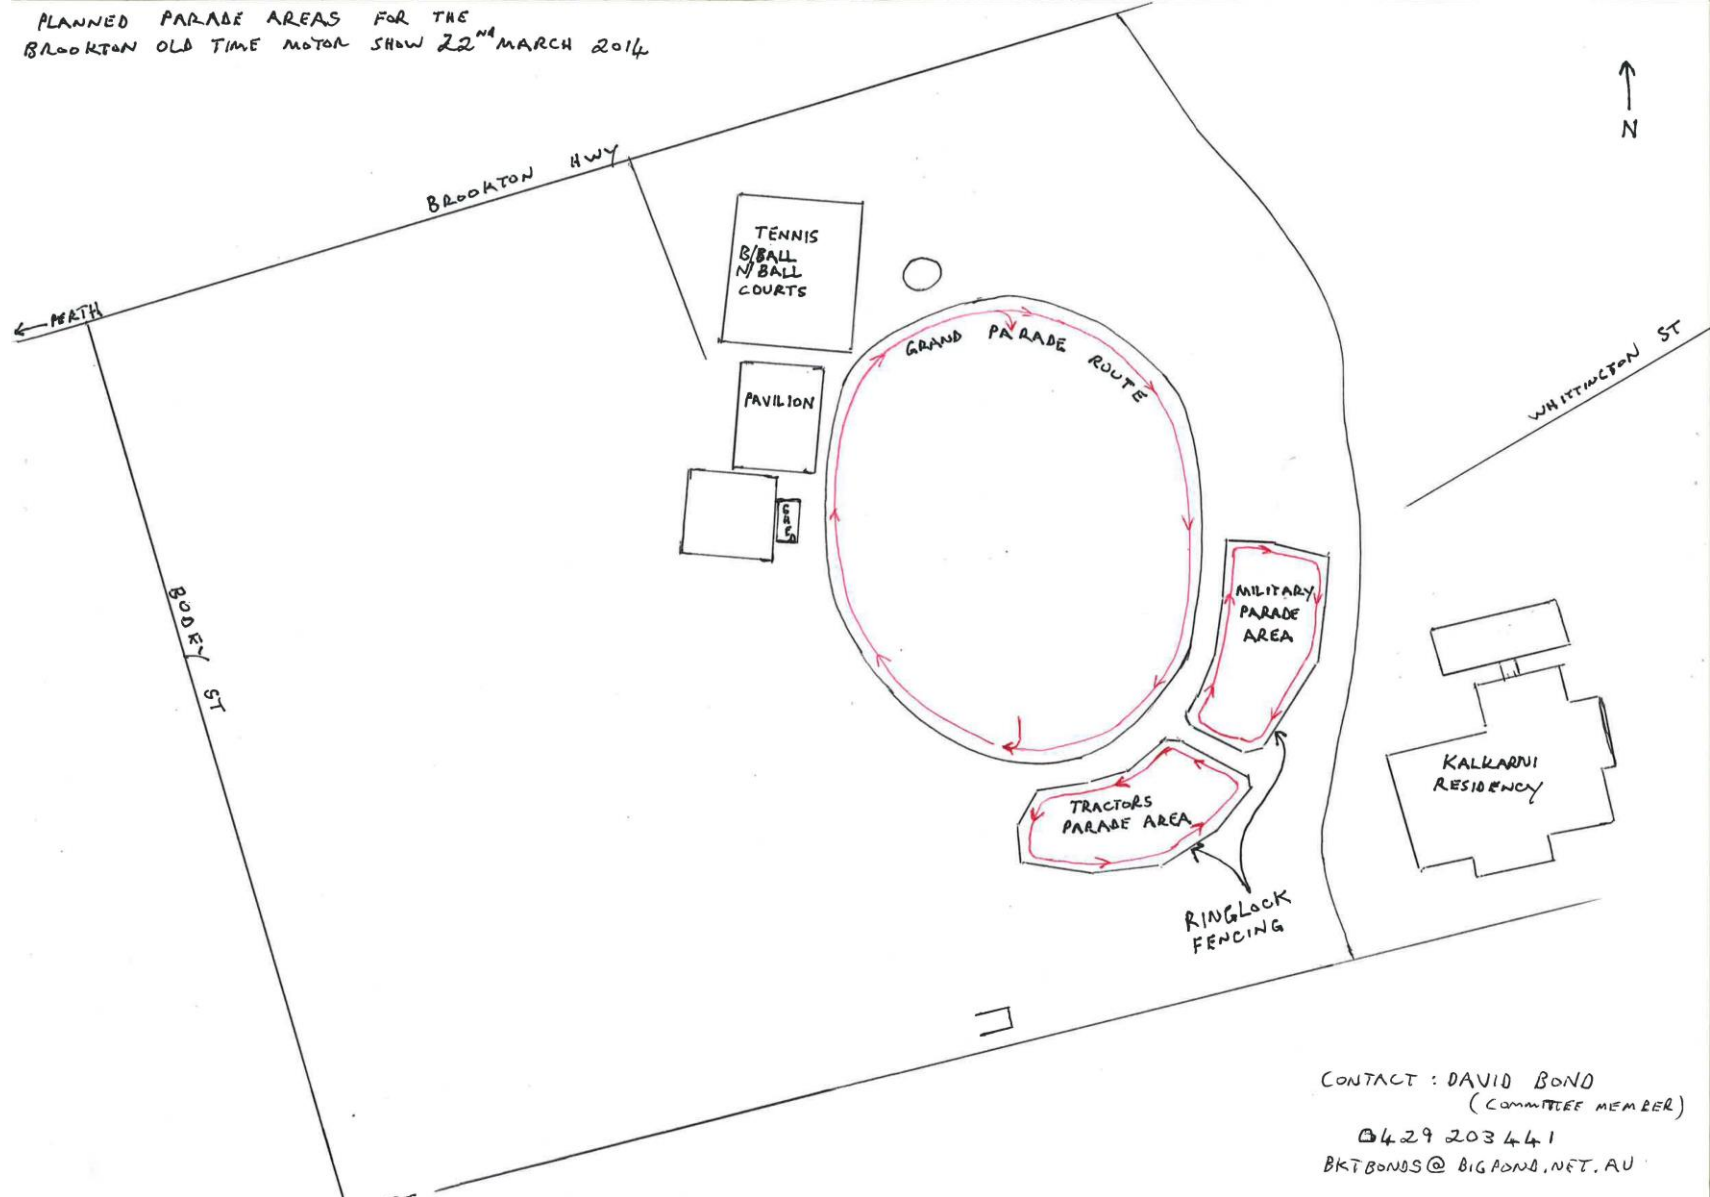 PLANNED PARADE AREAS FOR THE
BROOKTON OLD TIME MOTOR SHOW 22ND MARCH 2014
N
BROOKTON HWY
← PERTH
TENNIS
B/BALL
N/BALL
COURTS
GRAND PARADE ROUTE
WHITTINGTON ST
PAVILION
SHED
BODEY ST
MILITARY
PARADE
AREA
KALKARNI
RESIDENCY
TRACTORS
PARADE AREA
RINGLOCK
FENCING
CONTACT : DAVID BOND
(COMMITTEE MEMBER)
0429 203 441
BKTBONDS@BIGPOND.NET.AU